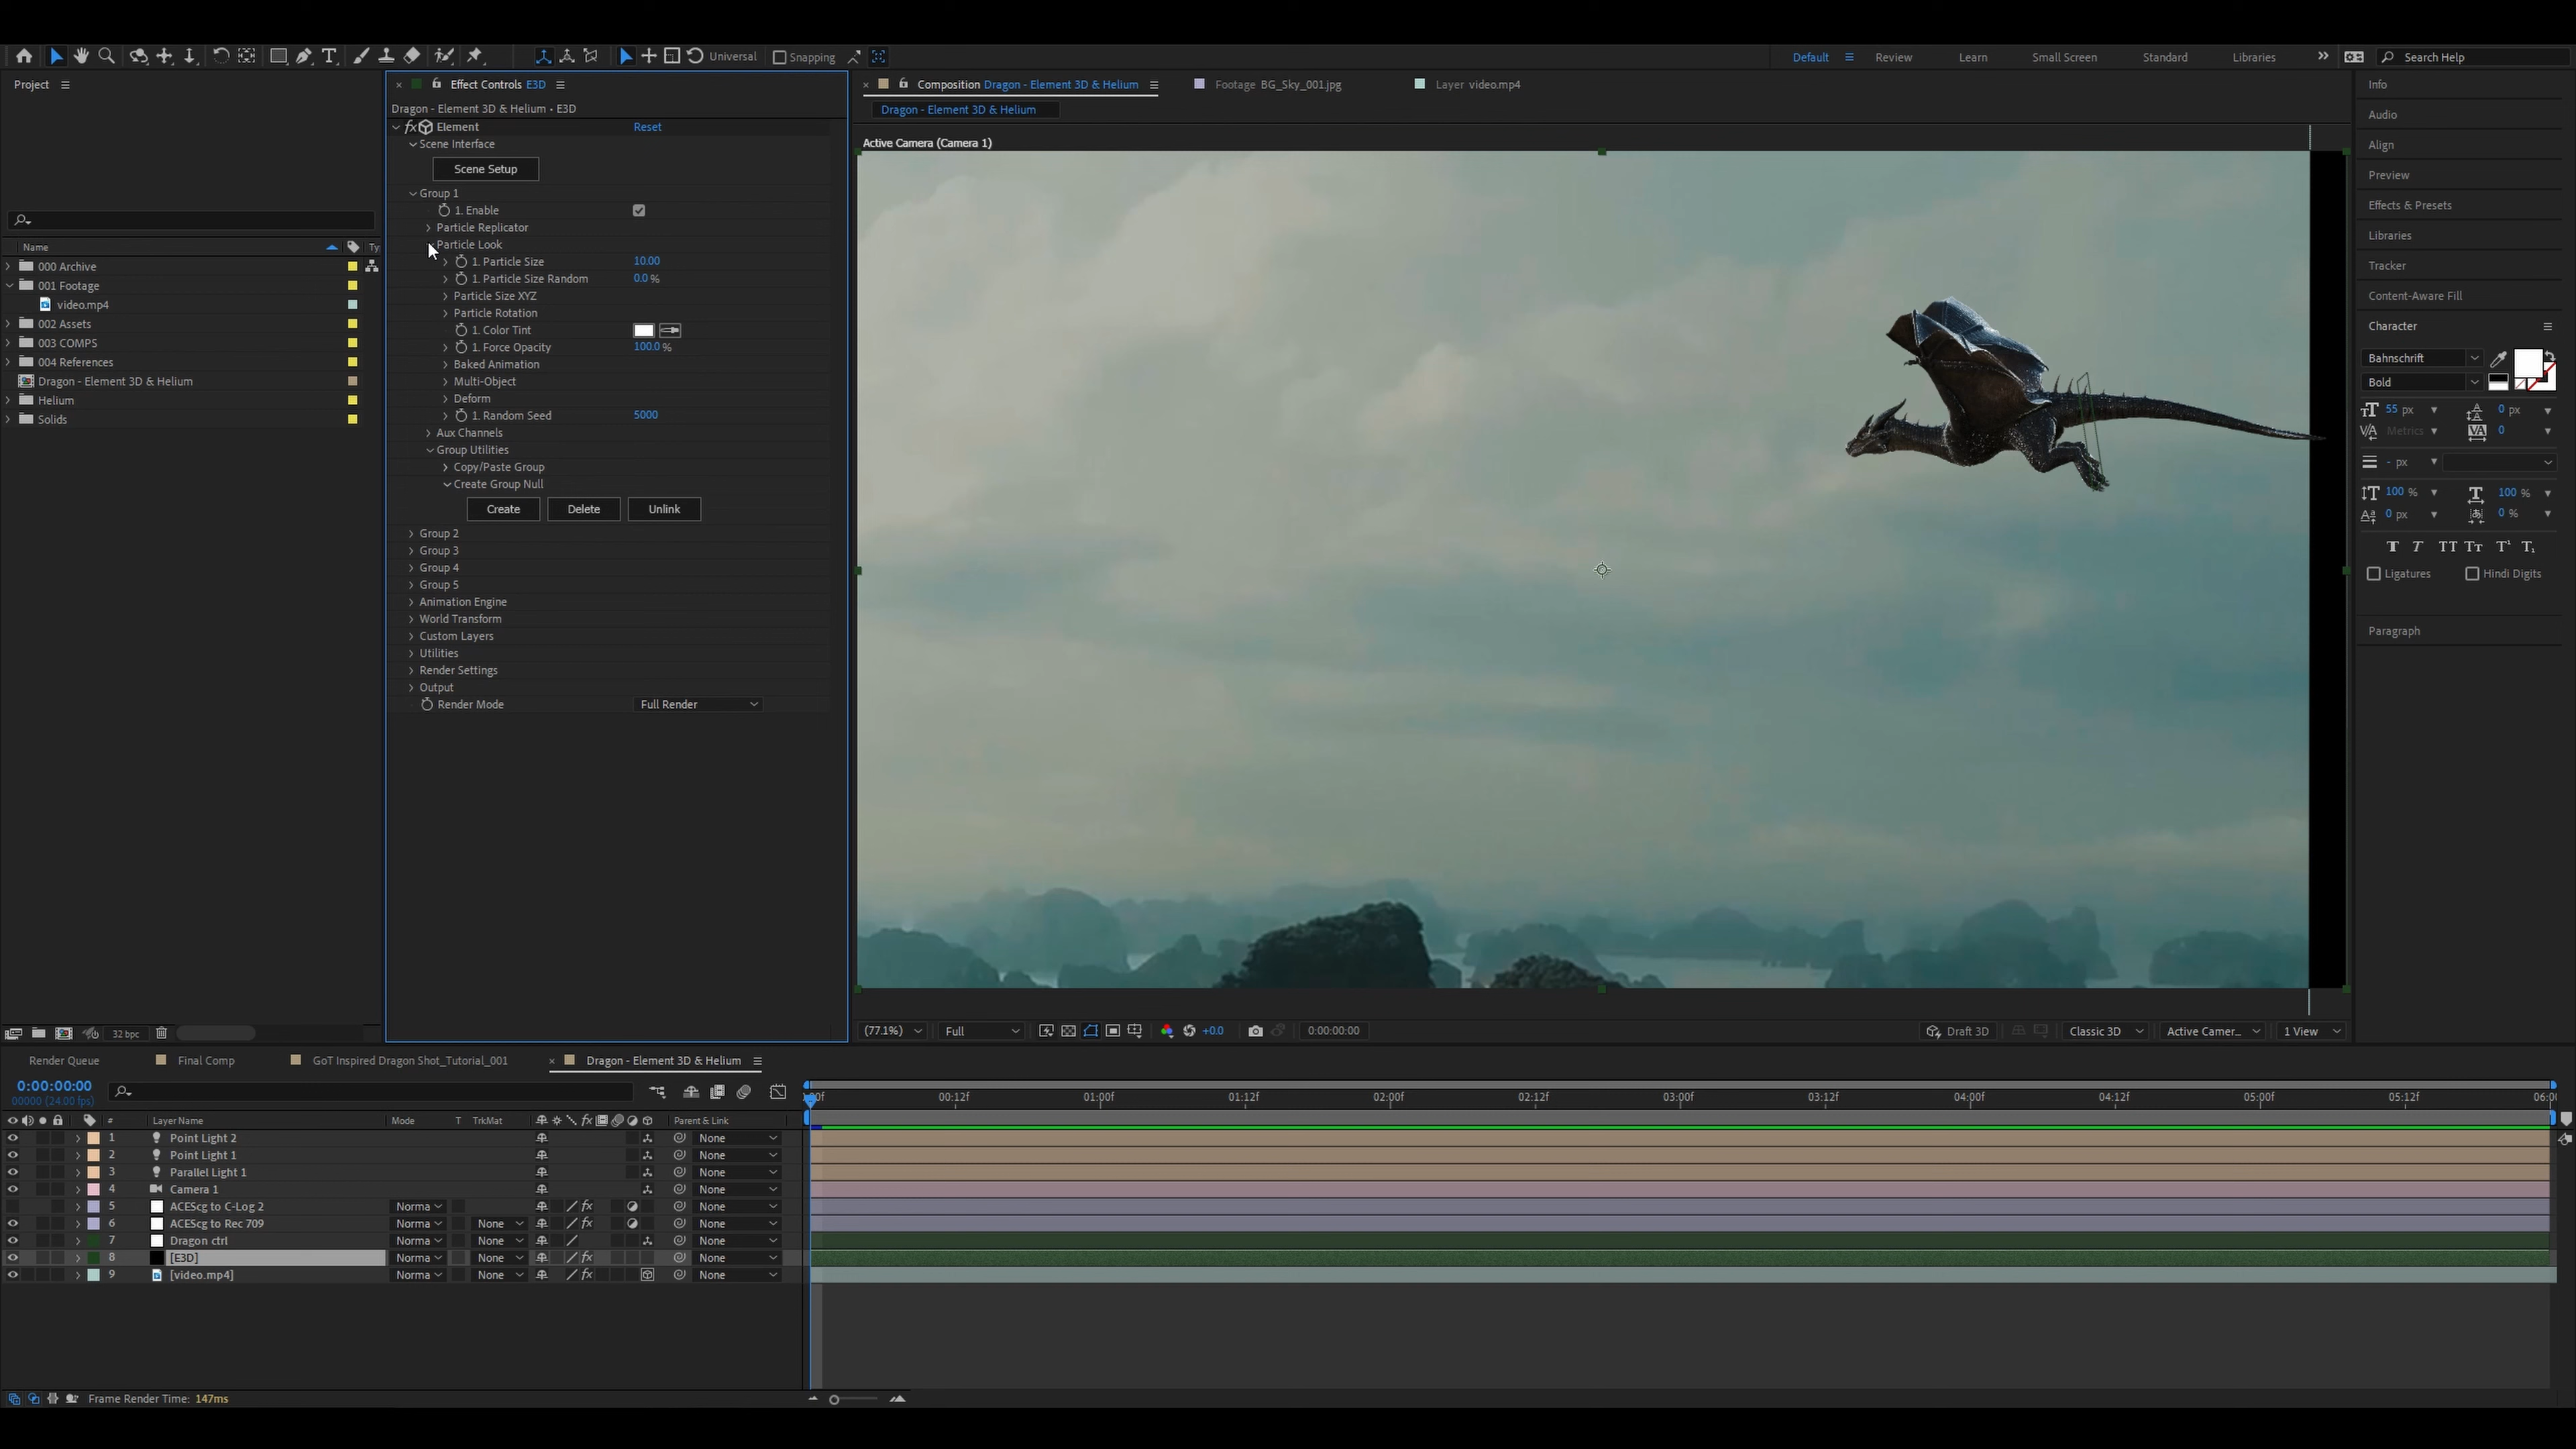 Universal Snapping Default Review Learn Small Screen Standard Libraries Search Help
Project
Effect Controls E3D
Dragon - Element 3D & Helium • E3D
Element Reset
Scene Interface
Scene Setup
Group 1
1. Enable
Particle Replicator
Particle Look
1. Particle Size 10.00
1. Particle Size Random 0.0 %
Particle Size XYZ
Particle Rotation
1. Color Tint
1. Force Opacity 100.0 %
Baked Animation
Multi-Object
Deform
1. Random Seed 5000
Aux Channels
Group Utilities
Copy/Paste Group
Create Group Null
Create Delete Unlink
Group 2
Group 3
Group 4
Group 5
Animation Engine
World Transform
Custom Layers
Utilities
Render Settings
Output
Render Mode Full Render
Name Ty
000 Archive
001 Footage
video.mp4
002 Assets
003 COMPS
004 References
Dragon - Element 3D & Helium
Helium
Solids
32 bpc
Composition Dragon - Element 3D & Helium Footage BG_Sky_001.jpg Layer video.mp4
Dragon - Element 3D & Helium
Active Camera (Camera 1)
(77.1%) Full +0.0 0:00:00:00 Draft 3D Classic 3D Active Camer... 1 View
Info
Audio
Align
Preview
Effects & Presets
Libraries
Tracker
Content-Aware Fill
Character
Bahnschrift
Bold
55 px 0 px
Metrics 0
- px
100 % 100 %
0 px 0 %
Ligatures Hindi Digits
Paragraph
Render Queue Final Comp GoT Inspired Dragon Shot_Tutorial_001 Dragon - Element 3D & Helium
0:00:00:00
00000 (24.00 fps)
:00f 00:12f 01:00f 01:12f 02:00f 02:12f 03:00f 03:12f 04:00f 04:12f 05:00f 05:12f 06:0
# Layer Name Mode T TrkMat Parent & Link
1 Point Light 2 None
2 Point Light 1 None
3 Parallel Light 1 None
4 Camera 1 None
5 ACEScg to C-Log 2 Norma None
6 ACEScg to Rec 709 Norma None None
7 Dragon ctrl Norma None None
8 [E3D] Norma None None
9 [video.mp4] Norma None None
Frame Render Time: 147ms